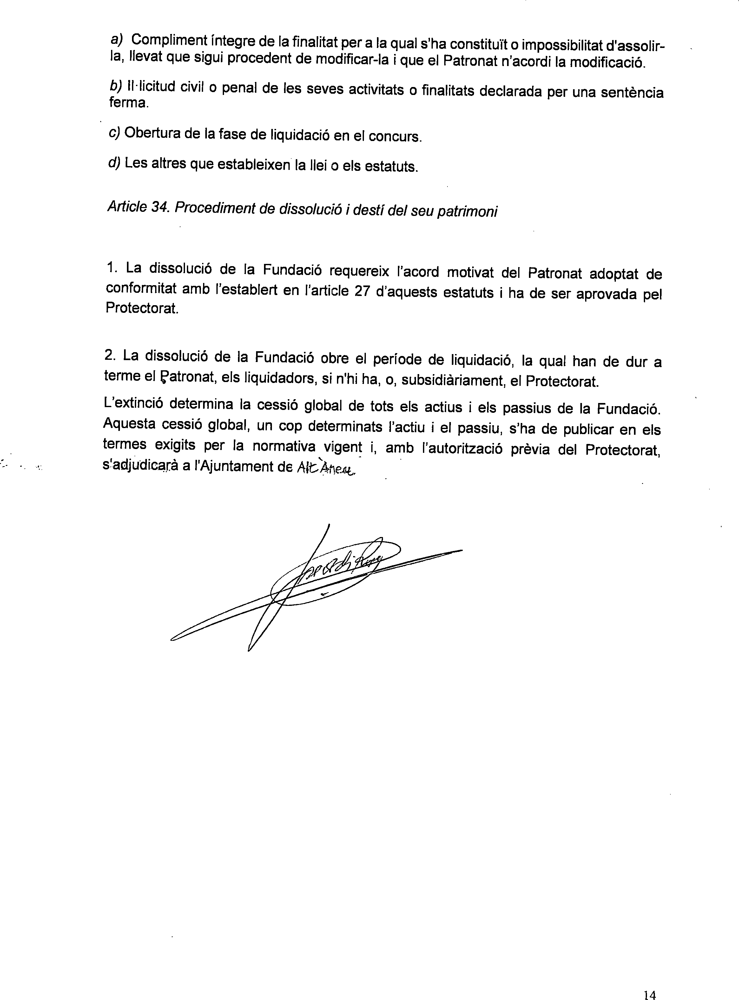 a) Compliment íntegre de la finalitat per a la qual s'ha constituït o impossibilitat d'assolir-
la, llevat que sigui procedent de modificar-la i que el Patronat n'acordi la modificació.
b) Il·licitud civil o penal de les seves activitats o finalitats declarada per una sentència
ferma.
c) Obertura de la fase de liquidació en el concurs.
d) Les altres que estableixen la llei o els estatuts.
Article 34. Procediment de dissolució i destí del seu patrimoni
1. La dissolució de la Fundació requereix l'acord motivat del Patronat adoptat de
conformitat amb l'establert en l'article 27 d'aquests estatuts i ha de ser aprovada pel
Protectorat.
2. La dissolució de la Fundació obre el període de liquidació, la qual han de dur a
terme el Patronat, els liquidadors, si n'hi ha, o, subsidiàriament, el Protectorat.
L'extinció determina la cessió global de tots els actius i els passius de la Fundació.
Aquesta cessió global, un cop determinats l'actiu i el passiu, s'ha de publicar en els
termes exigits per la normativa vigent i, amb l'autorització prèvia del Protectorat,
s'adjudicarà a l'Ajuntament de Alt Àneu.
14